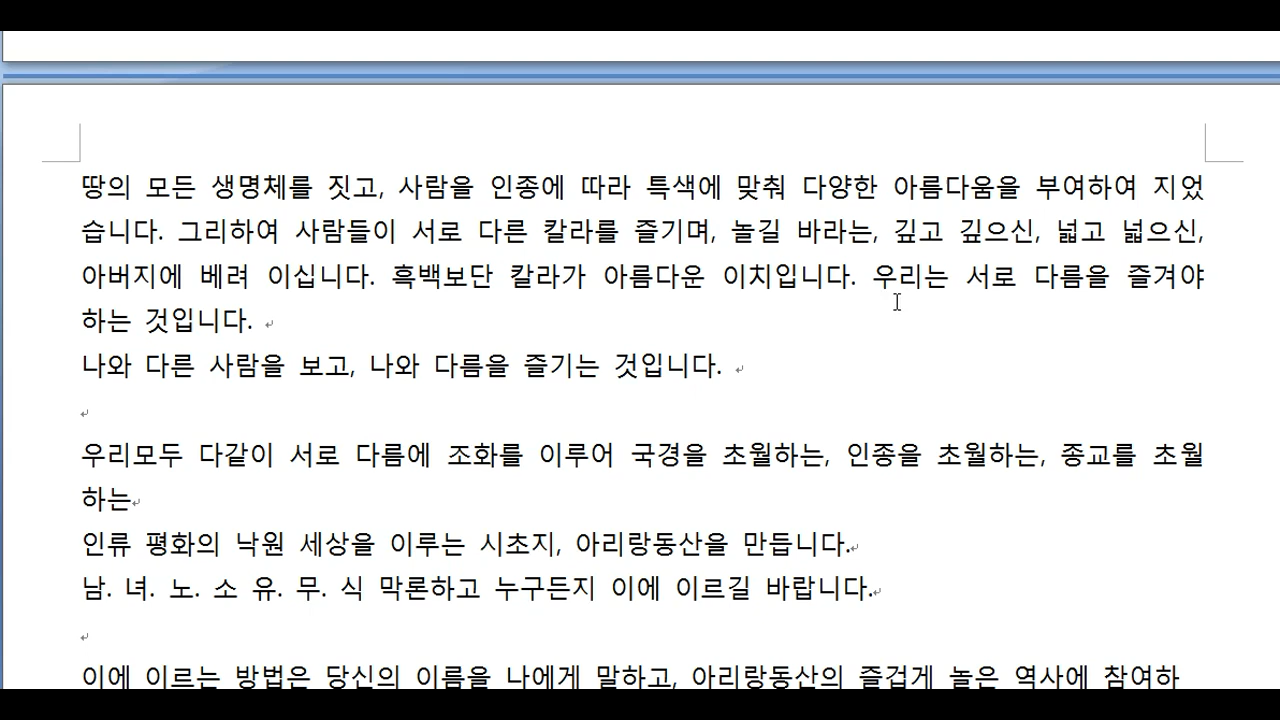 땅의 모든 생명체를 짓고, 사람을 인종에 따라 특색에 맞춰 다양한 아름다움을 부여하여 지었
습니다. 그리하여 사람들이 서로 다른 칼라를 즐기며, 놀길 바라는, 깊고 깊으신, 넓고 넓으신,
아버지에 베려 이십니다. 흑백보단 칼라가 아름다운 이치입니다. 우리는 서로 다름을 즐겨야
하는 것입니다.
나와 다른 사람을 보고, 나와 다름을 즐기는 것입니다.
우리모두 다같이 서로 다름에 조화를 이루어 국경을 초월하는, 인종을 초월하는, 종교를 초월
하는
인류 평화의 낙원 세상을 이루는 시초지, 아리랑동산을 만듭니다.
남. 녀. 노. 소 유. 무. 식 막론하고 누구든지 이에 이르길 바랍니다.
이에 이르는 방법은 당신의 이름을 나에게 말하고, 아리랑동산의 즐겁게 놀은 역사에 참여하